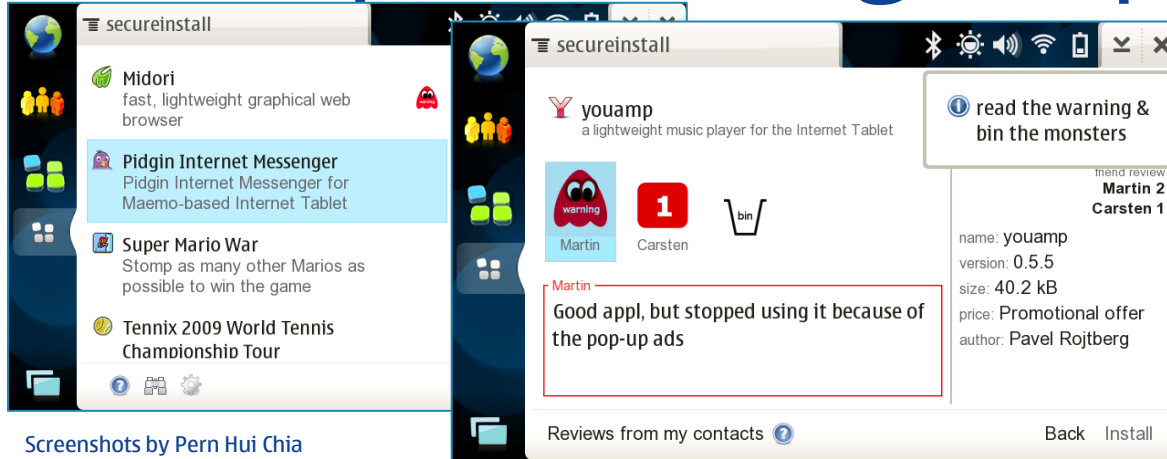 secureinstall
Midori
fast, lightweight graphical web
browser
Pidgin Internet Messenger
Pidgin Internet Messenger for
Maemo-based Internet Tablet
Super Mario War
Stomp as many other Marios as
possible to win the game
Tennix 2009 World Tennis
Championship Tour
Screenshots by Pern Hui Chia
secureinstall
youamp
a lightweight music player for the Internet Tablet
read the warning &
bin the monsters
warning
1
bin
Martin
Carsten
friend review
Martin 2
Carsten 1
name: youamp
version: 0.5.5
size: 40.2 kB
price: Promotional offer
author: Pavel Rojtberg
Martin
Good appl, but stopped using it because of
the pop-up ads
Reviews from my contacts
Back Install